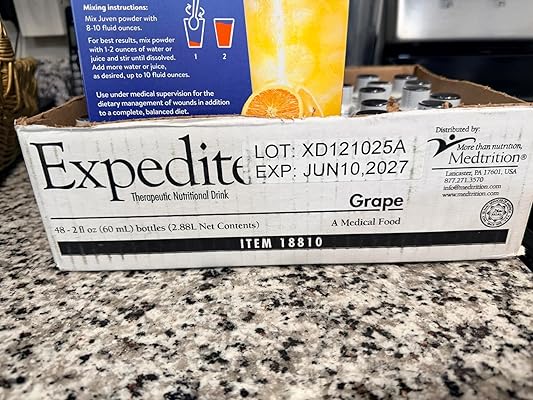 Mixing instructions:
Mix Juven powder with
8-10 fluid ounces.
For best results, mix powder
with 1-2 ounces of water or
juice and stir until dissolved.
Add more water or juice,
as desired, up to 10 fluid ounces.
1 2
Use under medical supervision for the
dietary management of wounds in addition
to a complete, balanced diet.
Expedite
Therapeutic Nutritional Drink
LOT: XD121025A
EXP: JUN10,2027
Distributed by:
More than nutrition,
Medtrition®
Lancaster, PA 17601, USA
877.271.3570
info@medtrition.com
www.medtrition.com
Grape
48 - 2 fl oz (60 mL) bottles (2.88L Net Contents)
A Medical Food
ITEM 18810